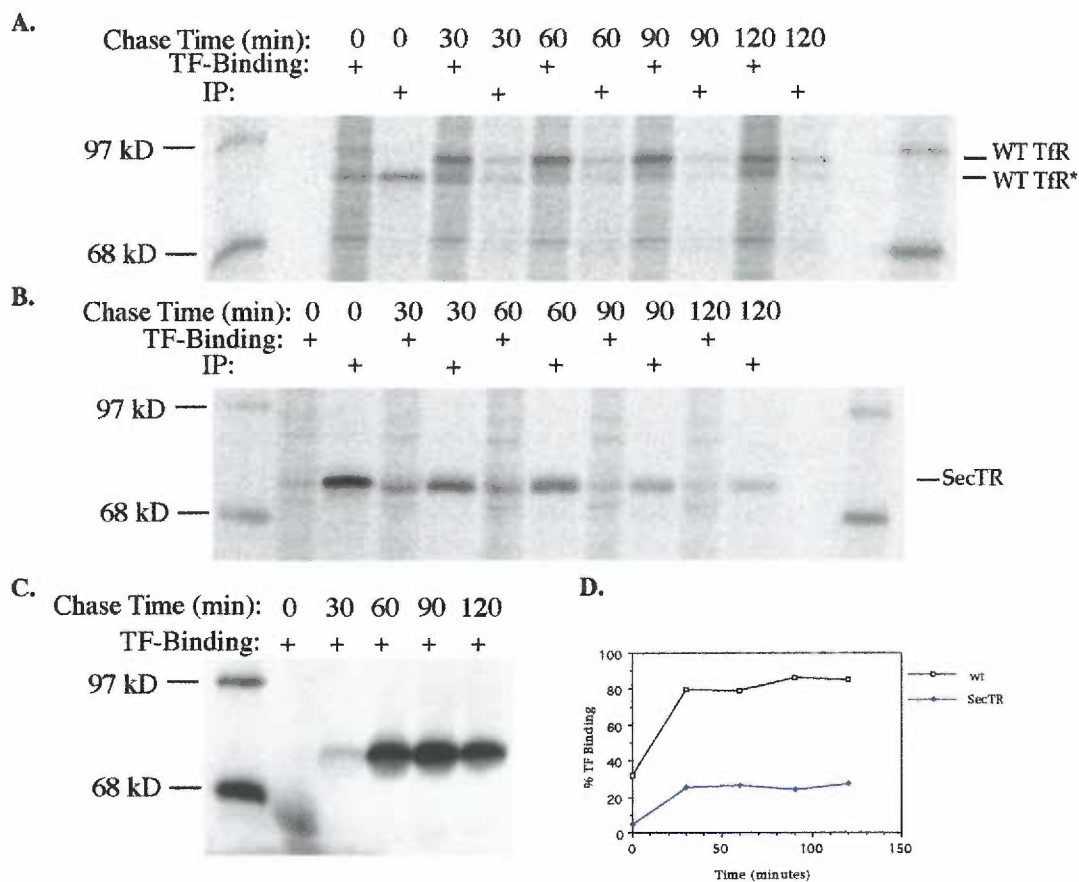 A.
Chase Time (min): 0 0 30 30 60 60 90 90 120 120
TF-Binding: + + + + +
IP: + + + + +
97 kD
WT TfR
WT TfR*
68 kD
B.
Chase Time (min): 0 0 30 30 60 60 90 90 120 120
TF-Binding: + + + + +
IP: + + + + +
97 kD
SecTR
68 kD
C.
Chase Time (min): 0 30 60 90 120
TF-Binding: + + + + +
97 kD
68 kD
D.
100
80
60
40
20
0
% TF Binding
0 50 100 150
Time (minutes)
wt
SecTR